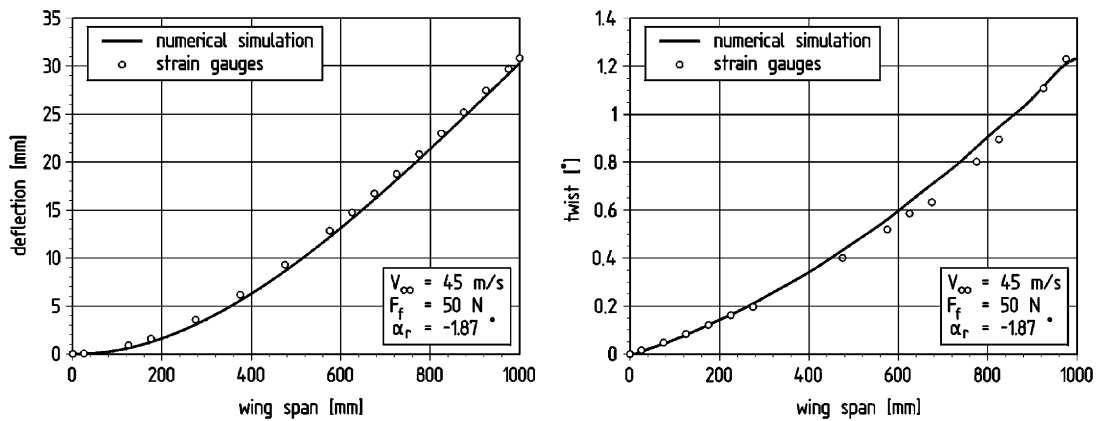 35
30
25
20
15
10
5
0
deflection [mm]
numerical simulation
strain gauges
V∞ = 45 m/s
Ff = 50 N
αr = -1.87 °
0 200 400 600 800 1000
wing span [mm]
1.4
1.2
1
0.8
0.6
0.4
0.2
0
twist [°]
numerical simulation
strain gauges
V∞ = 45 m/s
Ff = 50 N
αr = -1.87 °
0 200 400 600 800 1000
wing span [mm]